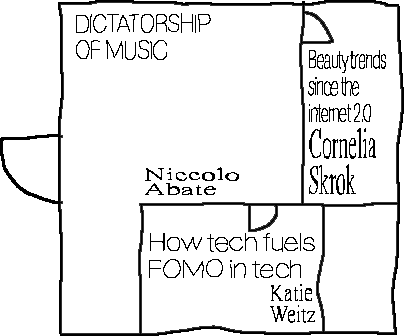 DICTATORSHIP
OF MUSIC
Niccolo
Abate
Beauty trends
since the
internet 2.0
Cornelia
Skrok
How tech fuels
FOMO in tech
Katie
Weitz